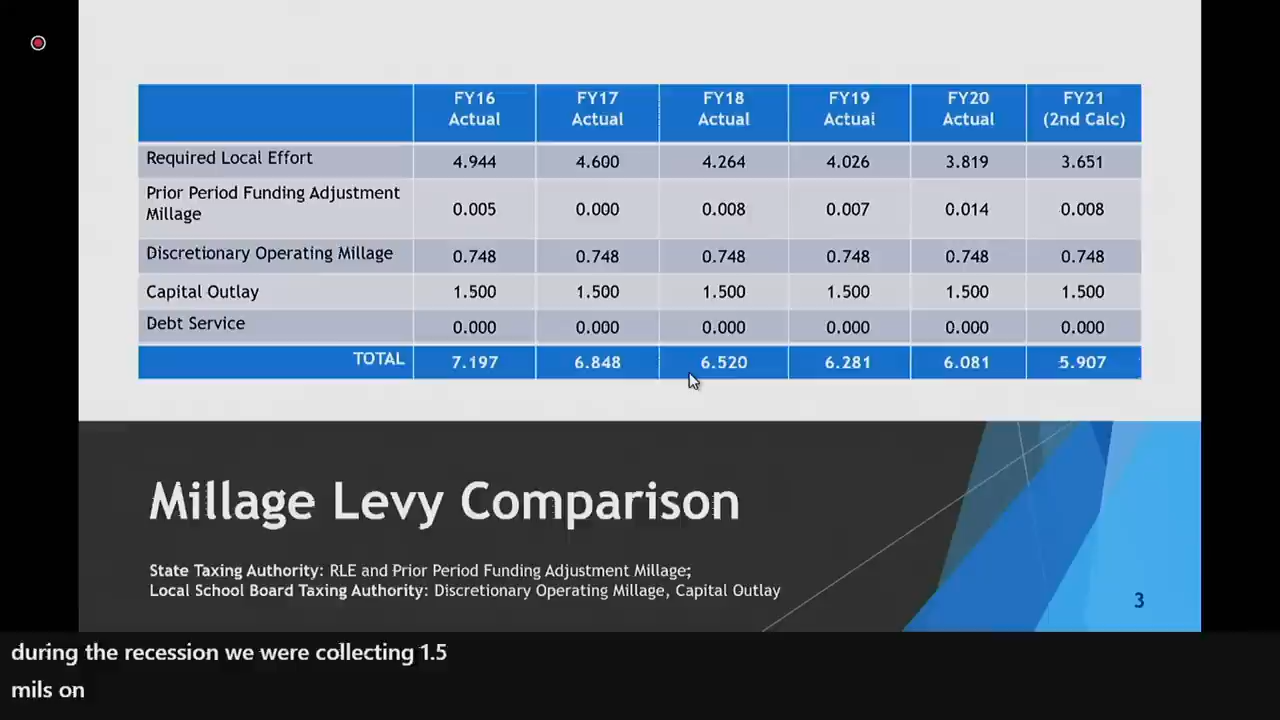 FY16 FY17 FY18 FY19 FY20 FY21
Actual Actual Actual Actual Actual (2nd Calc)
Required Local Effort 4.944 4.600 4.264 4.026 3.819 3.651
Prior Period Funding Adjustment
Millage 0.005 0.000 0.008 0.007 0.014 0.008
Discretionary Operating Millage 0.748 0.748 0.748 0.748 0.748 0.748
Capital Outlay 1.500 1.500 1.500 1.500 1.500 1.500
Debt Service 0.000 0.000 0.000 0.000 0.000 0.000
TOTAL 7.197 6.848 6.520 6.281 6.081 5.907
Millage Levy Comparison
State Taxing Authority: RLE and Prior Period Funding Adjustment Millage;
Local School Board Taxing Authority: Discretionary Operating Millage, Capital Outlay
3
during the recession we were collecting 1.5
mils on